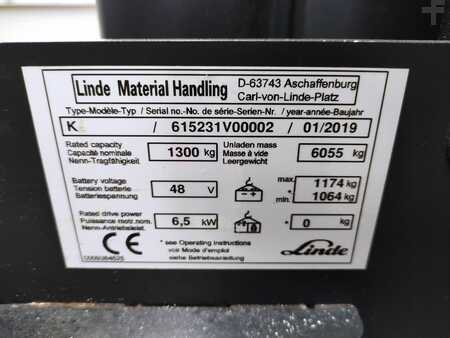 Linde Material Handling
D-63743 Aschaffenburg
Carl-von-Linde-Platz
Type-Modèle-Typ / Serial no.-No. de série-Serien-Nr. / year-année-Baujahr
K / 615231V00002 / 01/2019
Rated capacity
Capacité nominale
Nenn-Tragfähigkeit
1300 kg
Unladen mass
Masse à vide
Leergewicht
6055 kg
Battery voltage
Tension batterie
Batteriespannung
48 V
max. 1174 kg
*
min. 1064 kg
Rated drive power
Puissance mot. nom.
Nenn-Antriebsleist.
6,5 kW
* 0 kg
CE
* see Operating instructions
voir Mode d'emploi
siehe Betriebsanleitung
Linde